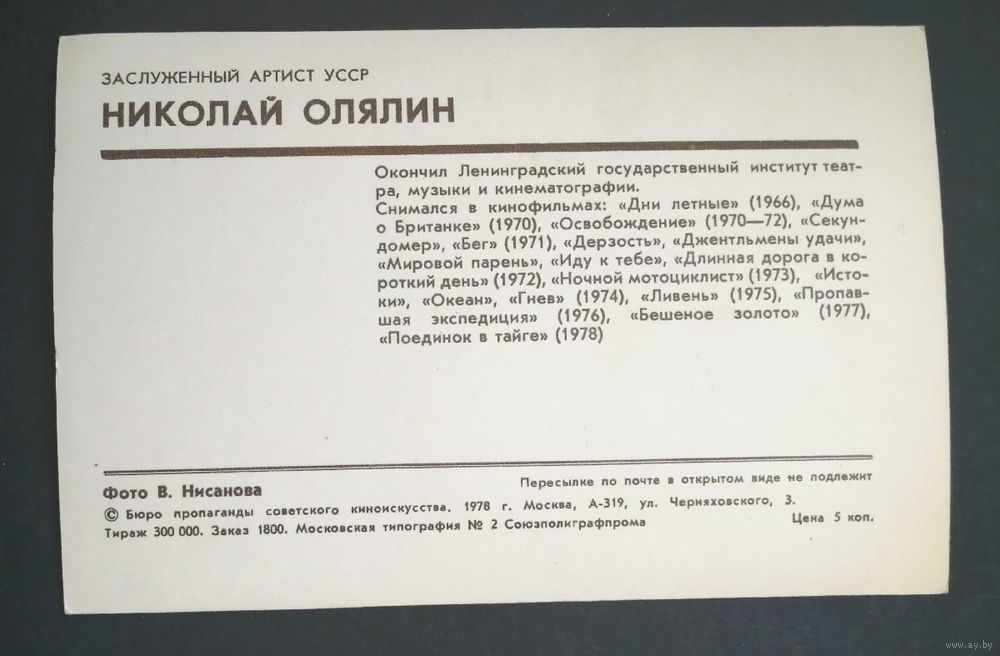 ЗАСЛУЖЕННЫЙ АРТИСТ УССР
НИКОЛАЙ ОЛЯЛИН
Окончил Ленинградский государственный институт теат-
ра, музыки и кинематографии.
Снимался в кинофильмах: «Дни летные» (1966), «Дума
о Британке» (1970), «Освобождение» (1970—72), «Секун-
домер», «Бег» (1971), «Дерзость», «Джентльмены удачи»,
«Мировой парень», «Иду к тебе», «Длинная дорога в ко-
роткий день» (1972), «Ночной мотоциклист» (1973), «Исто-
ки», «Океан», «Гнев» (1974), «Ливень» (1975), «Пропав-
шая экспедиция» (1976), «Бешеное золото» (1977),
«Поединок в тайге» (1978)
Фото В. Нисанова
Пересылке по почте в открытом виде не подлежит
© Бюро пропаганды советского киноискусства. 1978 г. Москва, А-319, ул. Черняховского, 3.
Тираж 300 000. Заказ 1800. Московская типография № 2 Союзполиграфпрома
Цена 5 коп.
www.ay.by